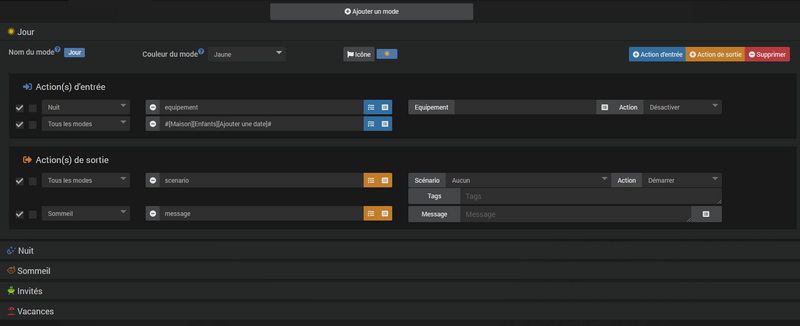 Ajouter un mode
Jour
Nom du mode Jour Couleur du mode Jaune Icône Action d'entrée Action de sortie Supprimer
Action(s) d'entrée
Nuit equipement Equipement Action Désactiver
Tous les modes #[Maison][Enfants][Ajouter une date]#
Action(s) de sortie
Tous les modes scenario Scénario Aucun Action Démarrer
Tags Tags
Sommeil message Message Message
Nuit
Sommeil
Invités
Vacances